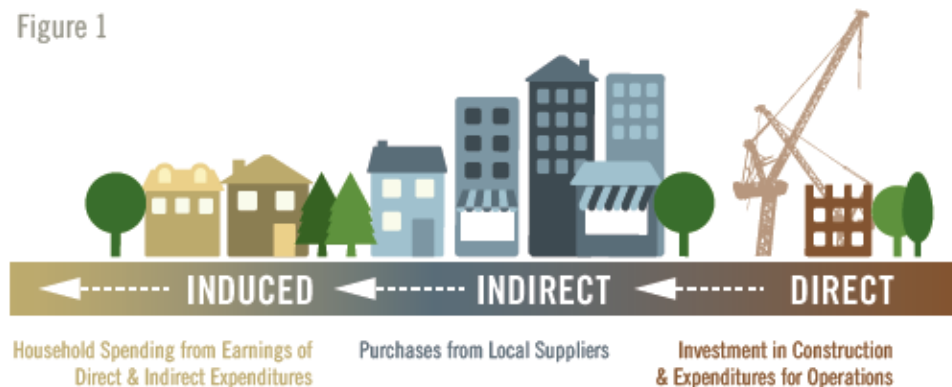 Figure 1
INDUCED
INDIRECT
DIRECT
Household Spending from Earnings of
Direct & Indirect Expenditures
Purchases from Local Suppliers
Investment in Construction
& Expenditures for Operations